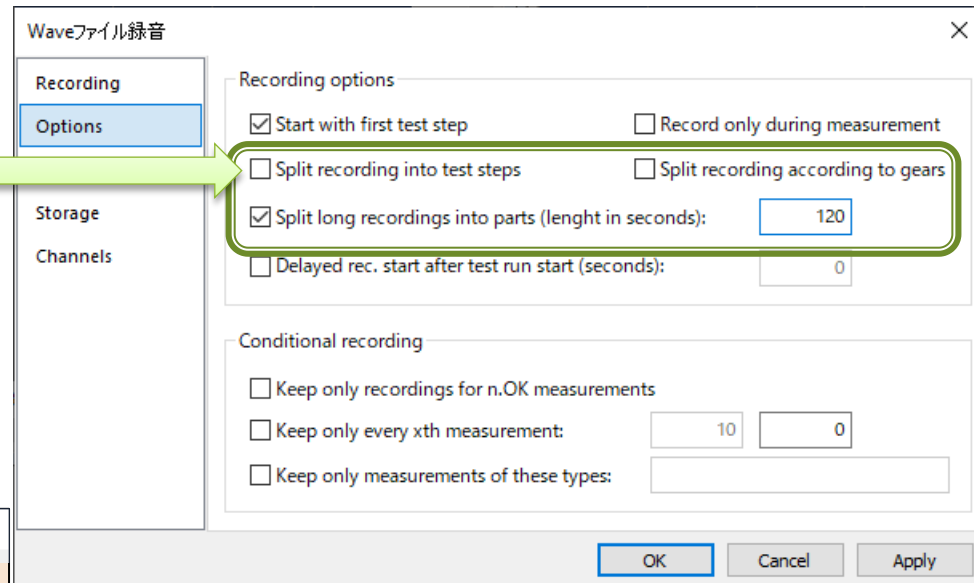 Waveファイル録音
Recording
Options
Storage
Channels
Recording options
Start with first test step
Record only during measurement
Split recording into test steps
Split recording according to gears
Split long recordings into parts (lenght in seconds):
120
Delayed rec. start after test run start (seconds):
0
Conditional recording
Keep only recordings for n.OK measurements
Keep only every xth measurement:
10
0
Keep only measurements of these types:
OK
Cancel
Apply